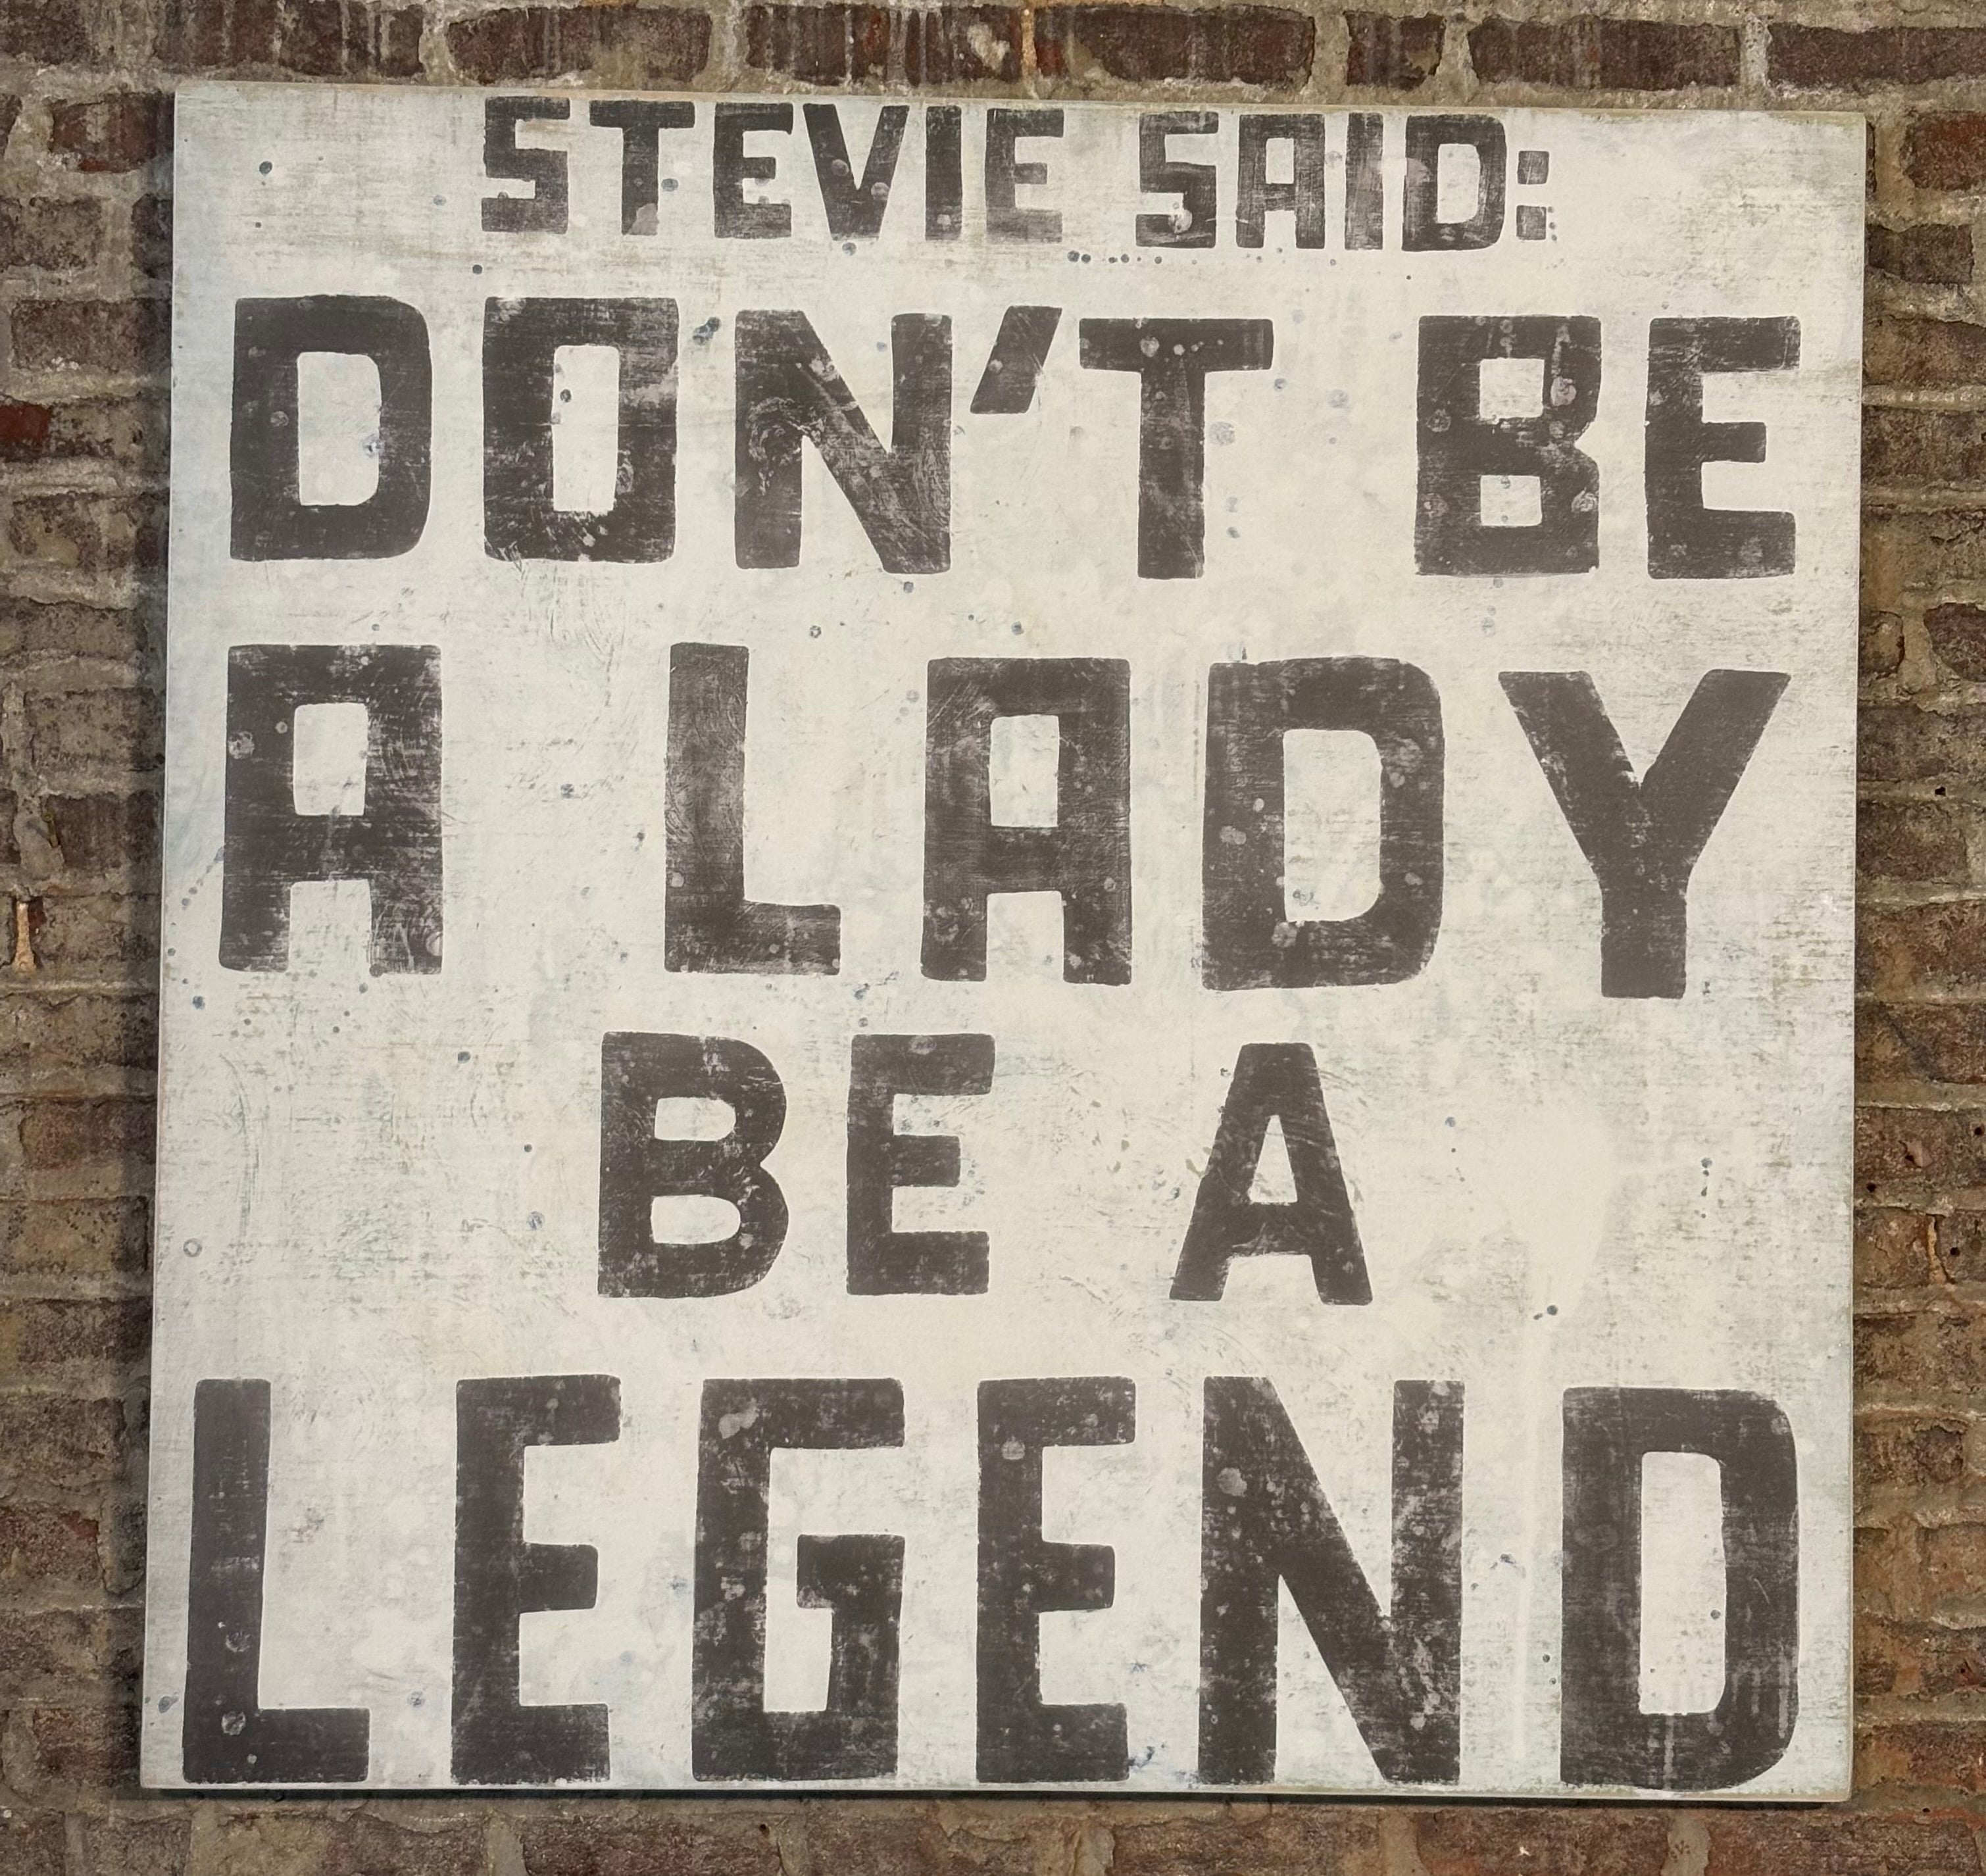 STEVIE SAID:
DON'T BE
A LADY
BE A
LEGEND